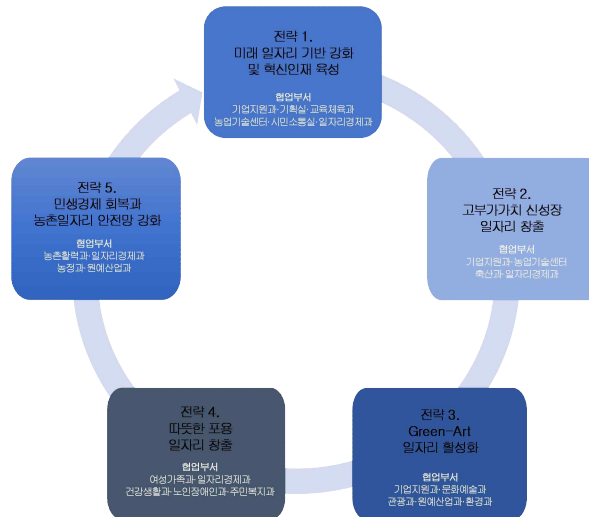 전략 1.
미래 일자리 기반 강화
및 혁신인재 육성
협업부서
기업지원과·기획실·교육체육과
농업기술센터·시민소통실·일자리경제과
전략 2.
고부가가치 신성장
일자리 창출
협업부서
기업지원과·농업기술센터
축산과·일자리경제과
전략 3.
Green-Art
일자리 활성화
협업부서
기업지원과·문화예술과
관광과·원예산업과·환경과
전략 4.
따뜻한 포용
일자리 창출
협업부서
여성가족과·일자리경제과
건강생활과·노인장애인과·주민복지과
전략 5.
민생경제 회복과
농촌일자리 안전망 강화
협업부서
농촌활력과·일자리경제과
농정과·원예산업과